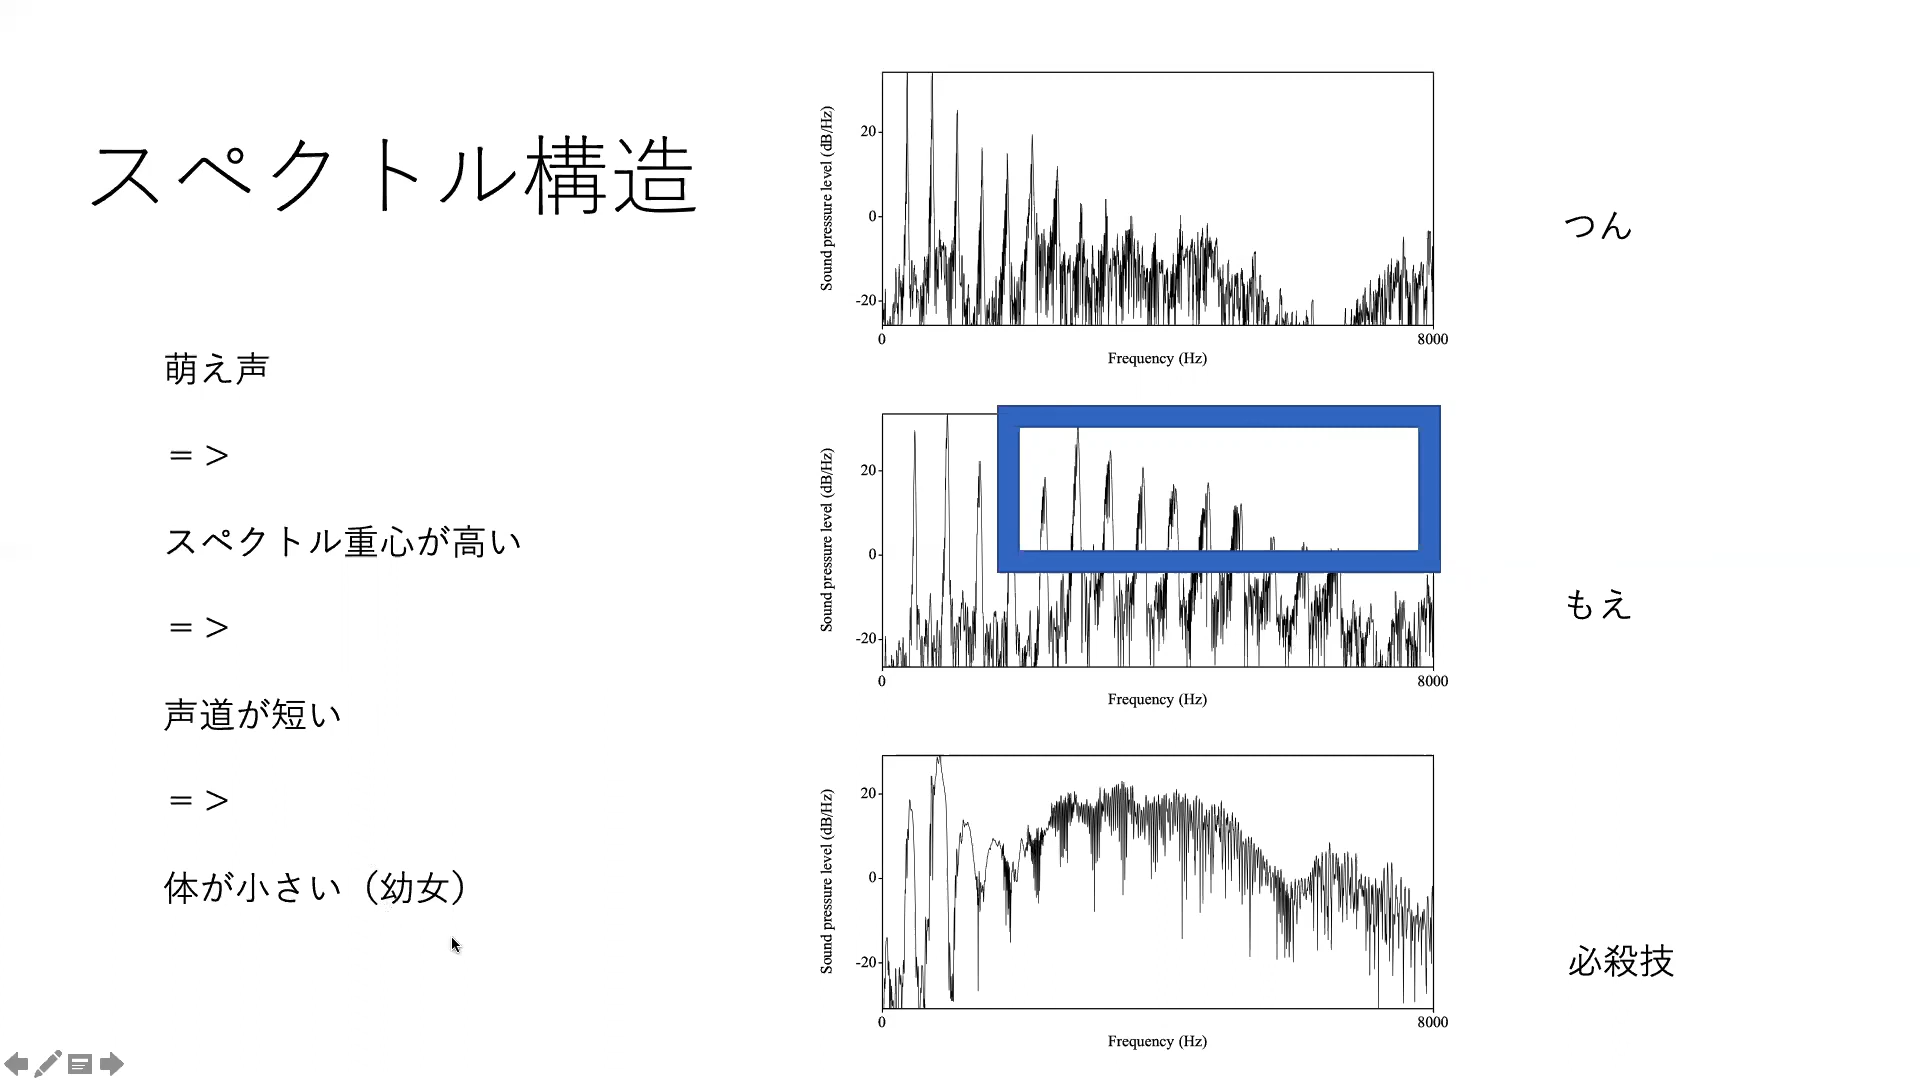 スペクトル構造
萌え声
=>
スペクトル重心が高い
=>
声道が短い
=>
体が小さい（幼女）
Sound pressure level (dB/Hz)
20
0
-20
0
8000
Frequency (Hz)
つん
Sound pressure level (dB/Hz)
20
0
-20
0
8000
Frequency (Hz)
もえ
Sound pressure level (dB/Hz)
20
0
-20
0
8000
Frequency (Hz)
必殺技